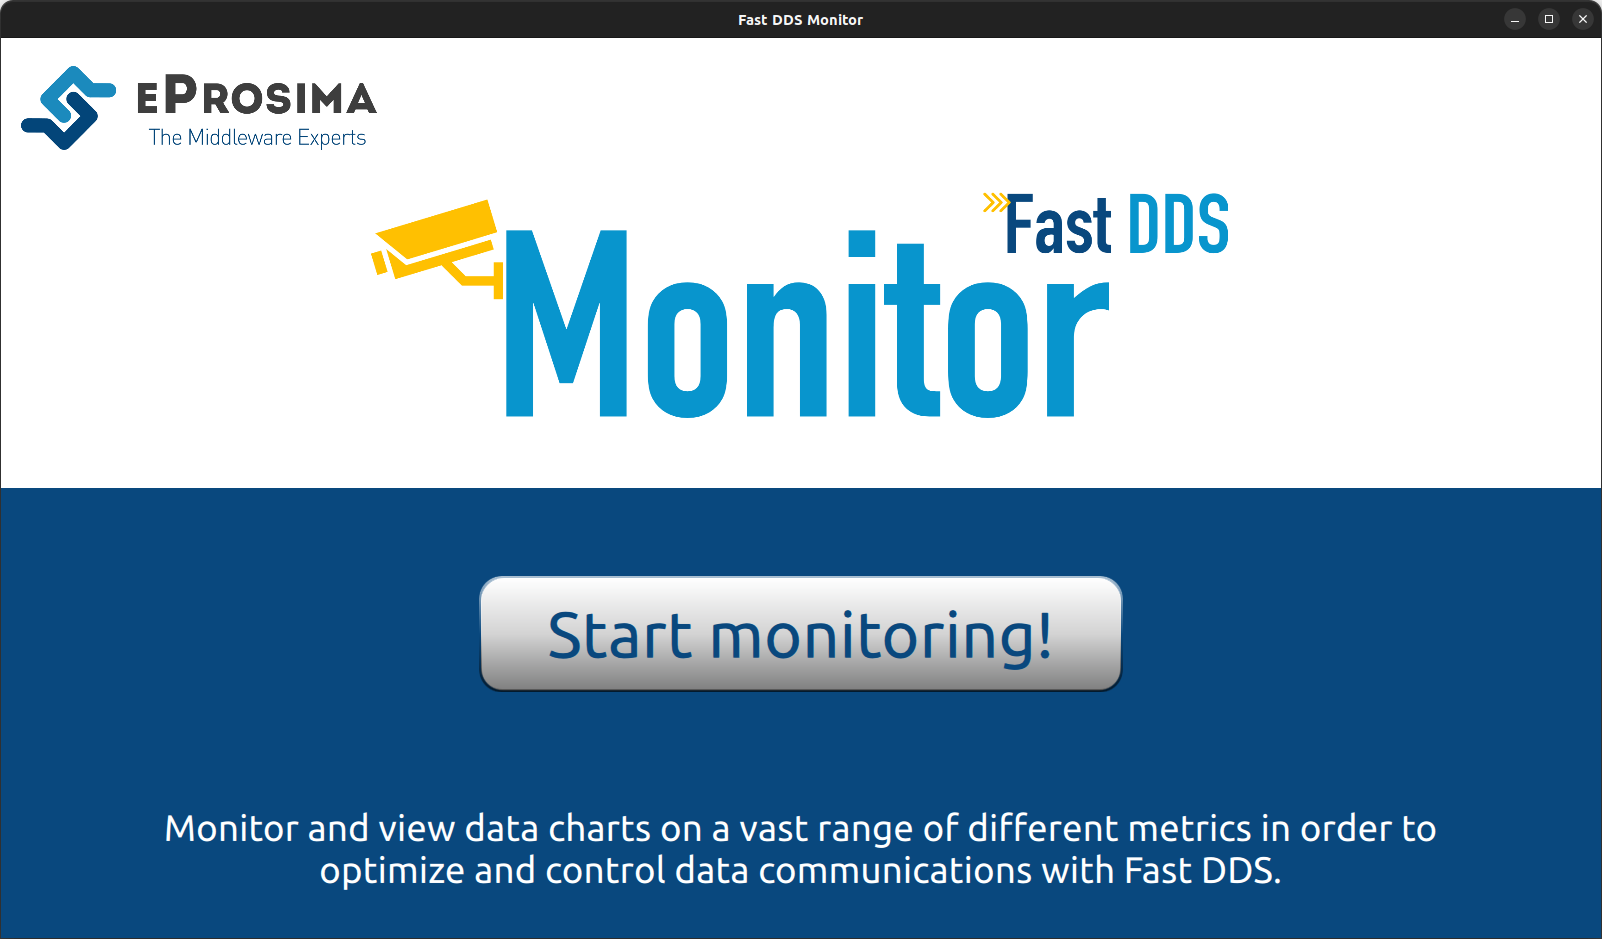 Fast DDS Monitor
ePROSIMA
The Middleware Experts
Fast DDS
Monitor
Start monitoring!
Monitor and view data charts on a vast range of different metrics in order to
optimize and control data communications with Fast DDS.